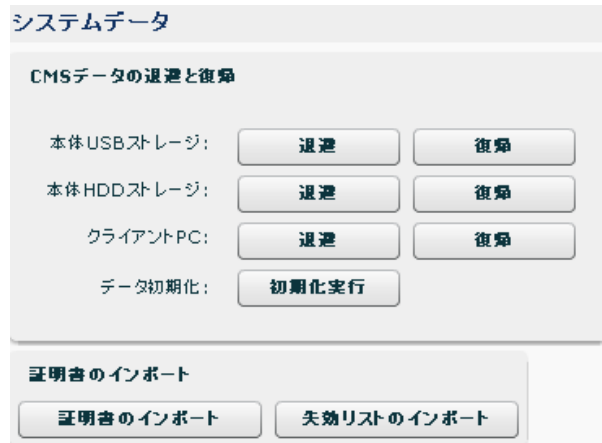 システムデータ
CMSデータの退避と復帰
本体USBストレージ: 退避 復帰
本体HDDストレージ: 退避 復帰
クライアントPC: 退避 復帰
データ初期化: 初期化実行
証明書のインポート
証明書のインポート 失効リストのインポート